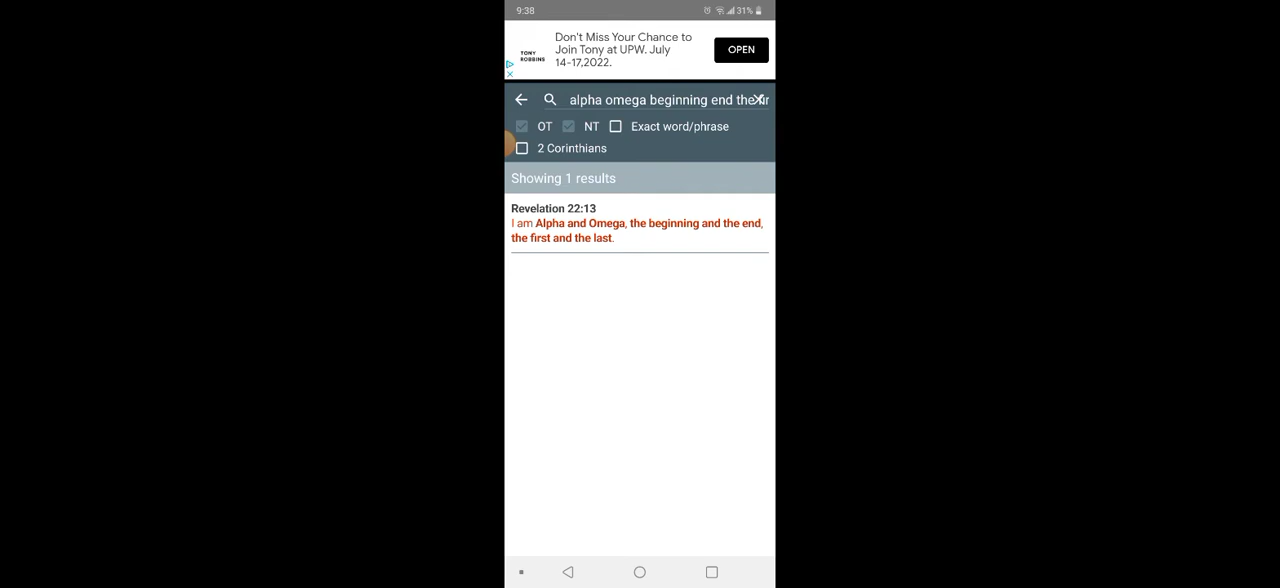 9:38
31%
Don't Miss Your Chance to
Join Tony at UPW. July
14-17,2022.
TONY
ROBBINS
OPEN
alpha omega beginning end the
OT NT Exact word/phrase
2 Corinthians
Showing 1 results
Revelation 22:13
I am Alpha and Omega, the beginning and the end,
the first and the last.